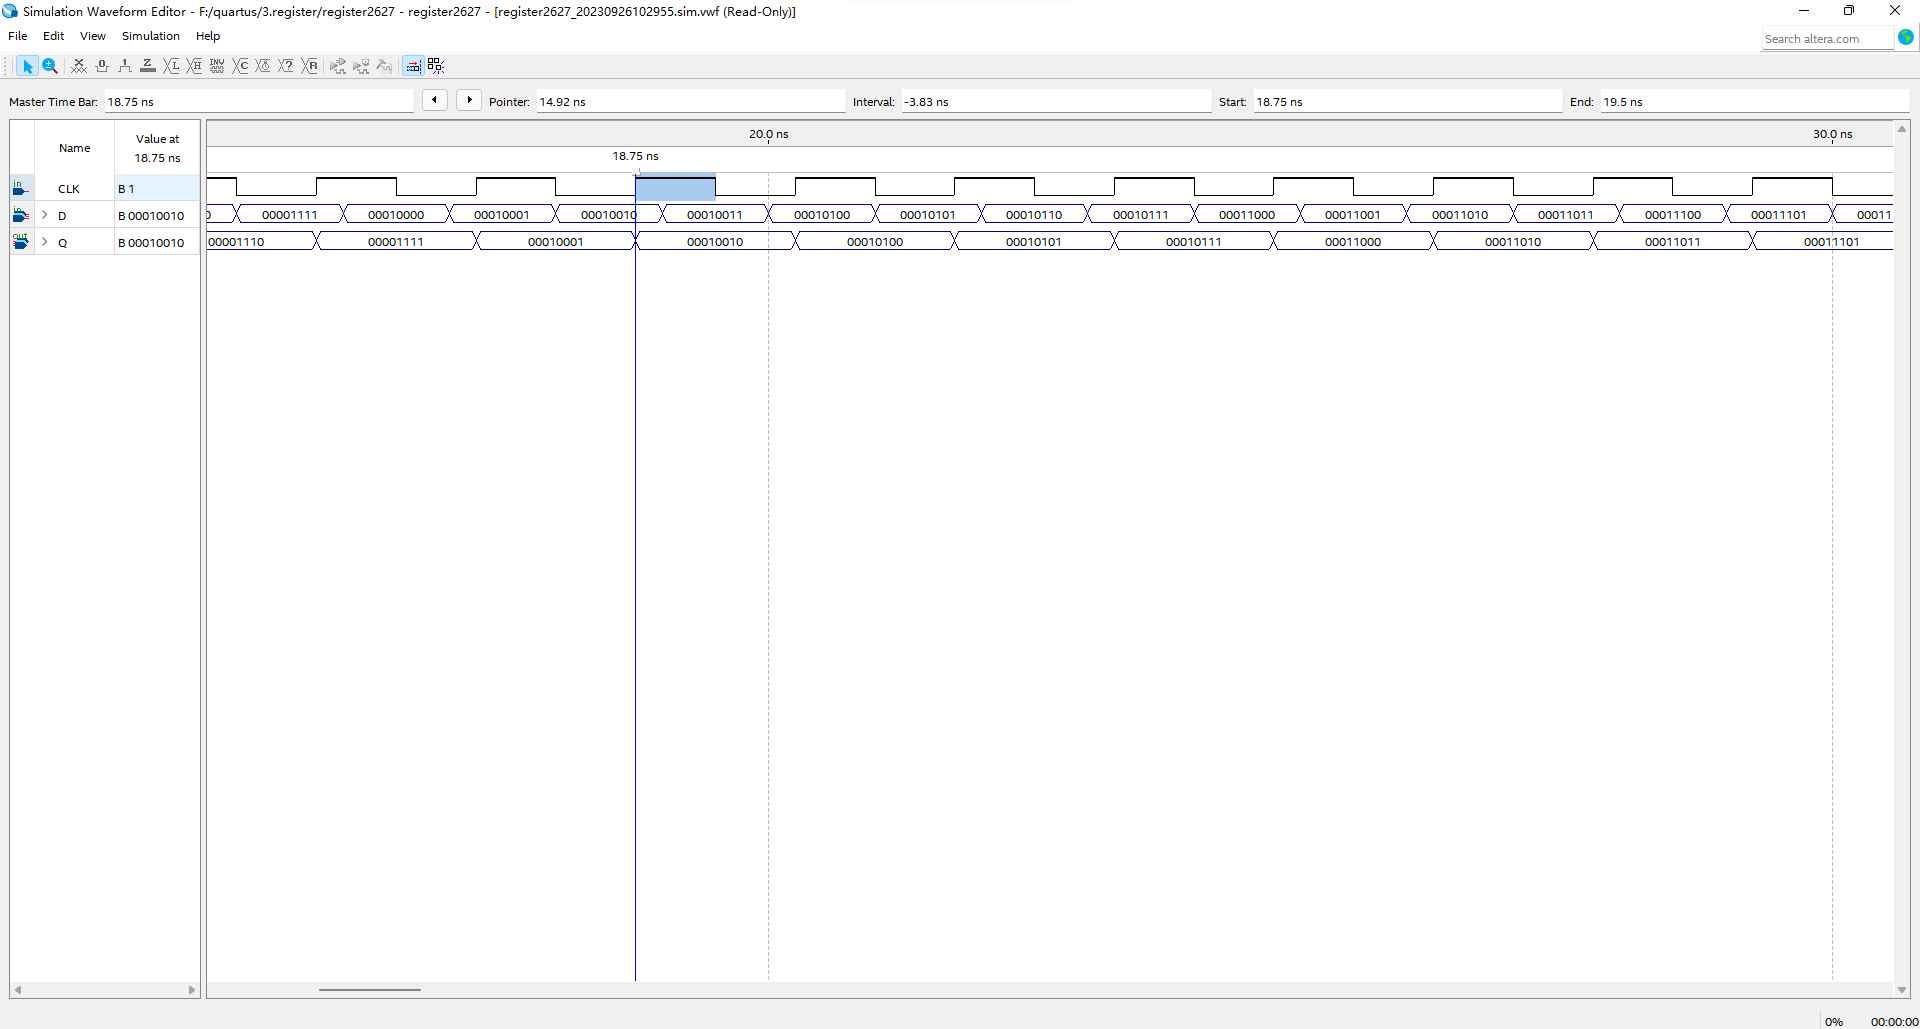 Simulation Waveform Editor - F:/quartus/3.register/register2627 - register2627 - [register2627_20230926102955.sim.vwf (Read-Only)]
File Edit View Simulation Help
Search altera.com
Master Time Bar: 18.75 ns Pointer: 14.92 ns Interval: -3.83 ns Start: 18.75 ns End: 19.5 ns
Name Value at 18.75 ns
20.0 ns 30.0 ns
18.75 ns
in CLK B 1
in D B 00010010 0 00001111 00010000 00010001 00010010 00010011 00010100 00010101 00010110 00010111 00011000 00011001 00011010 00011011 00011100 00011101 00011
out Q B 00010010 00001110 00001111 00010001 00010010 00010100 00010101 00010111 00011000 00011010 00011011 00011101
0% 00:00:00